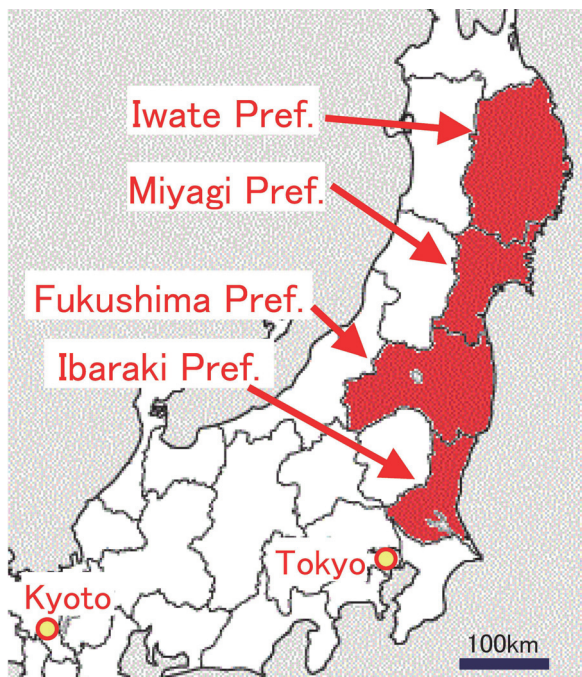 Iwate Pref.
Miyagi Pref.
Fukushima Pref.
Ibaraki Pref.
Tokyo
Kyoto
100km